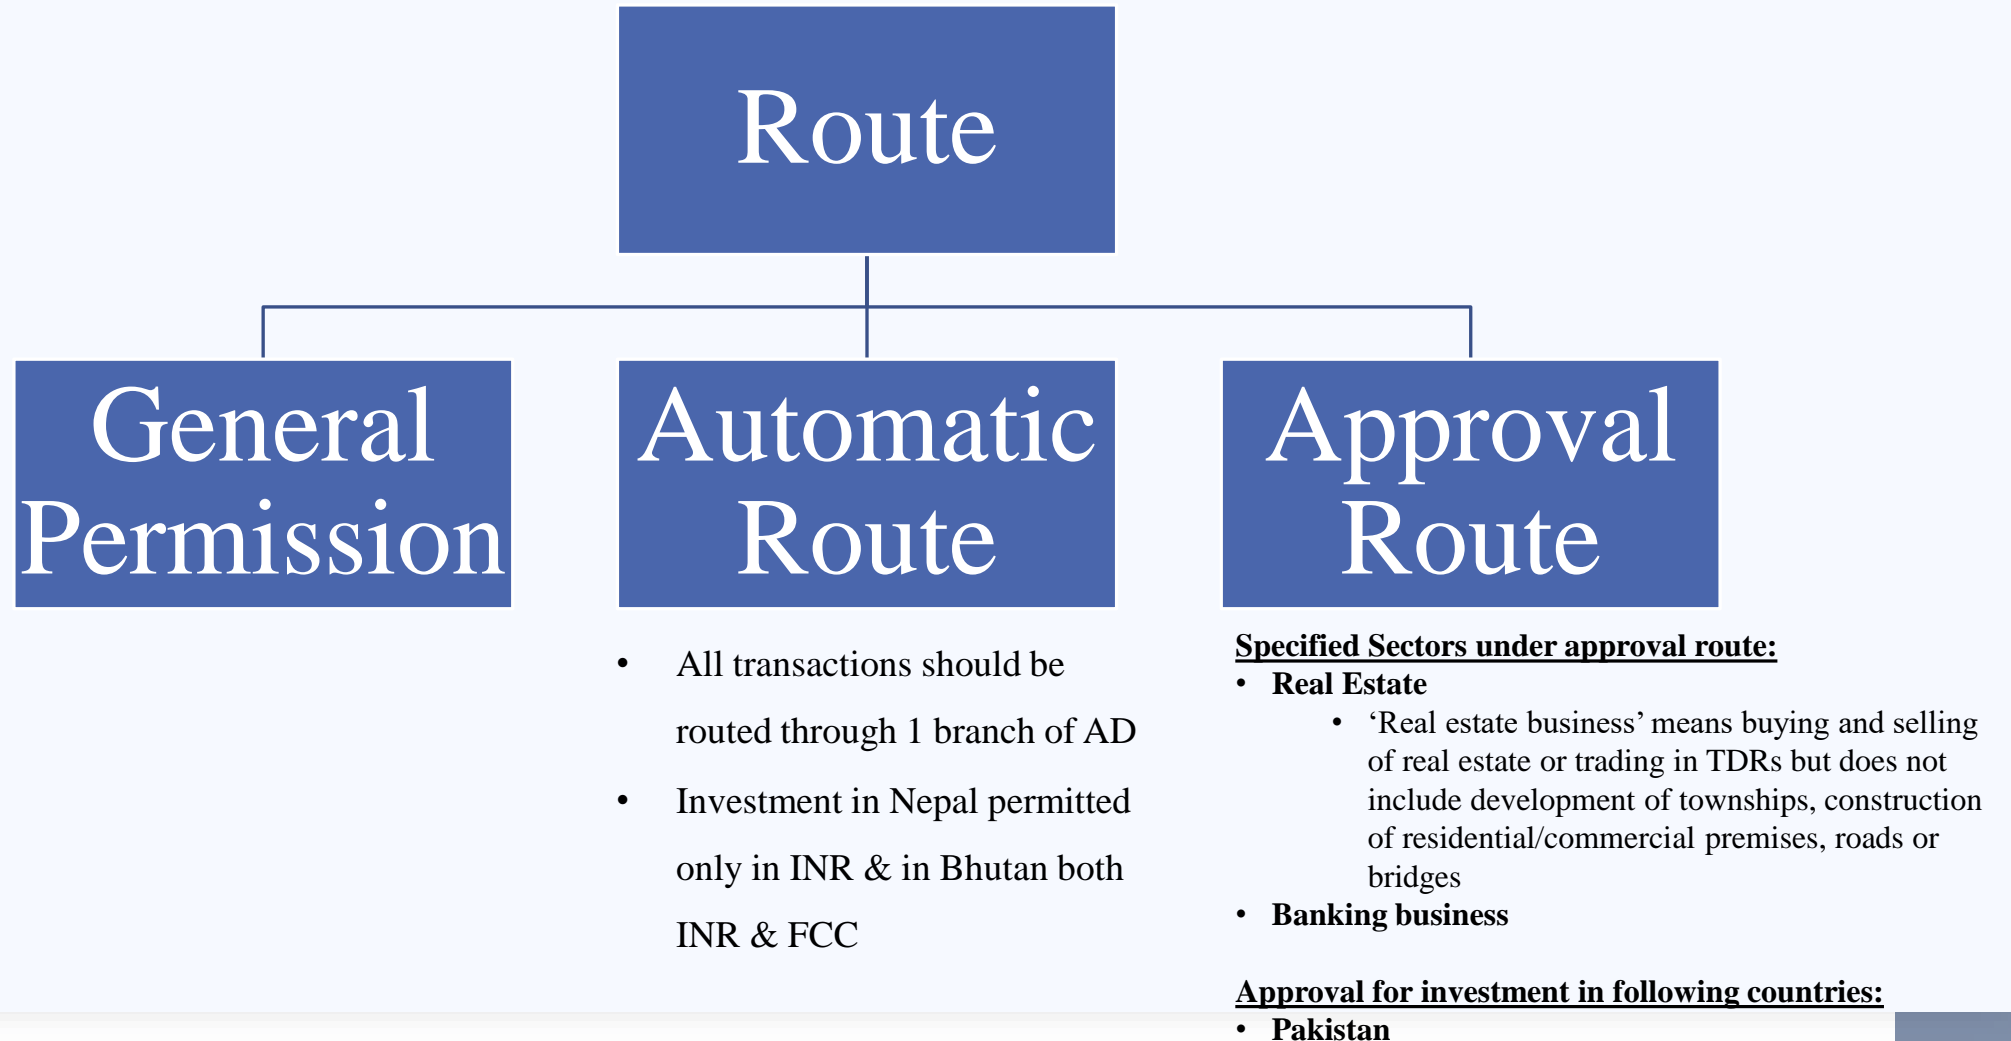 Route
General
Permission
Automatic
Route
• All transactions should be
routed through 1 branch of AD
• Investment in Nepal permitted
only in INR & in Bhutan both
INR & FCC
Approval
Route
Specified Sectors under approval route:
• Real Estate
• ‘Real estate business’ means buying and selling
of real estate or trading in TDRs but does not
include development of townships, construction
of residential/commercial premises, roads or
bridges
• Banking business
Approval for investment in following countries:
• Pakistan